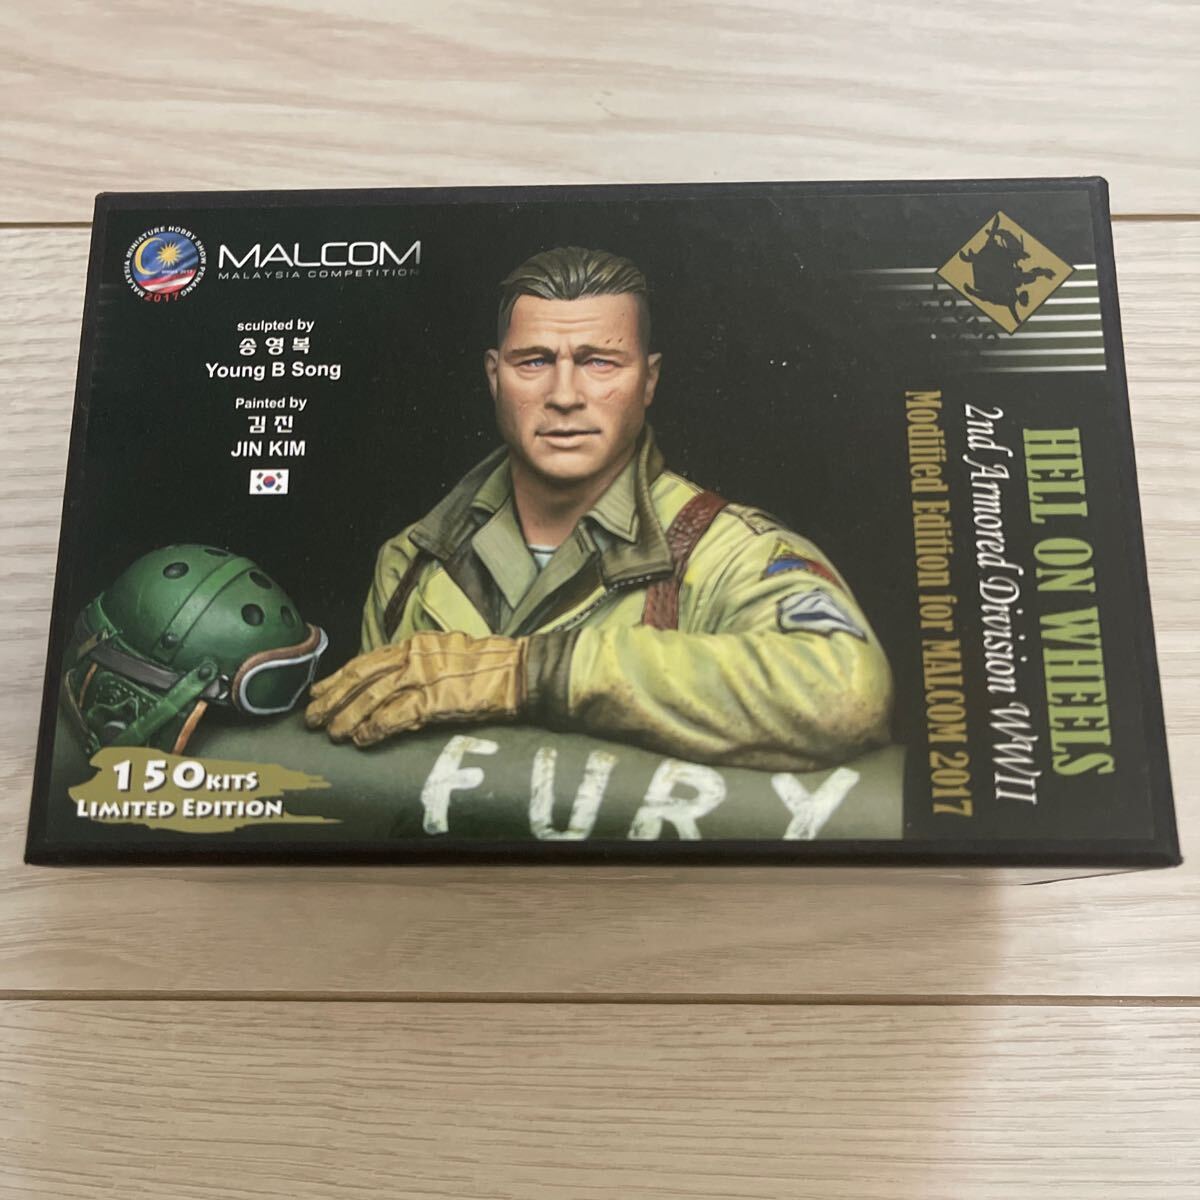 MALAYSIA MINIATURE HOBBY SHOW PENANG
2017
MALCOM
MALAYSIA COMPETITION
sculpted by
송영복
Young B Song
Painted by
김진
JIN KIM
150KITS
LIMITED EDITION
FURY
HELL ON WHEELS
2nd Armored Division WWII
Modified Edition for MALCOM 2017